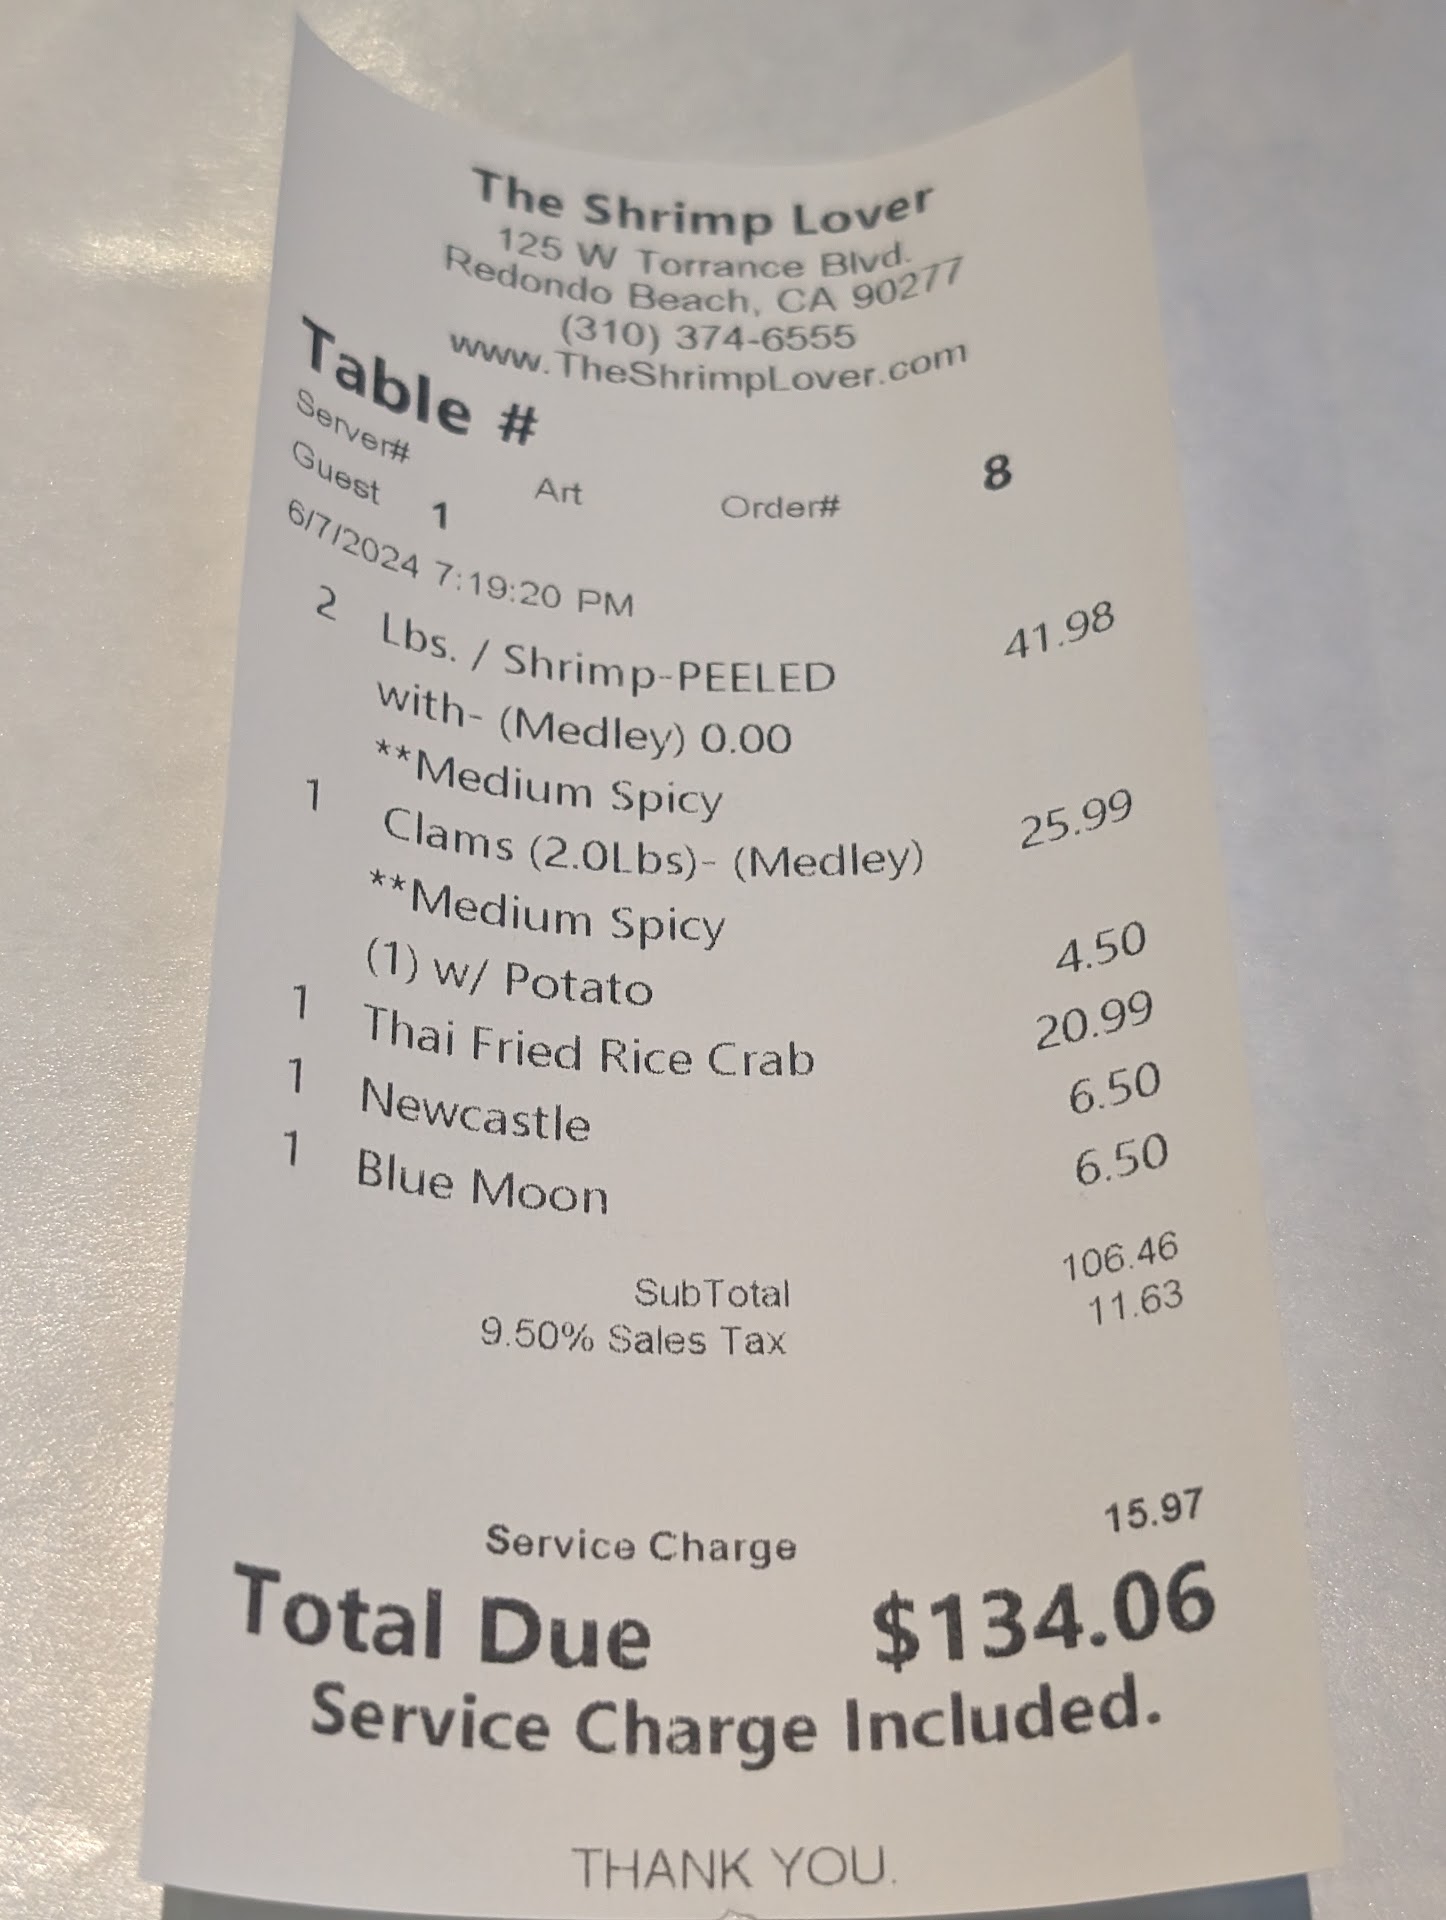 The Shrimp Lover
125 W Torrance Blvd.
Redondo Beach, CA 90277
(310) 374-6555
www.TheShrimpLover.com
Table # 8
Server# Art Order#
Guest 1
6/7/2024 7:19:20 PM
2 Lbs. / Shrimp-PEELED 41.98
with- (Medley) 0.00
**Medium Spicy
1 Clams (2.0Lbs)- (Medley) 25.99
**Medium Spicy
(1) w/ Potato 4.50
1 Thai Fried Rice Crab 20.99
1 Newcastle 6.50
1 Blue Moon 6.50
SubTotal 106.46
9.50% Sales Tax 11.63
Service Charge 15.97
Total Due $134.06
Service Charge Included.
THANK YOU.